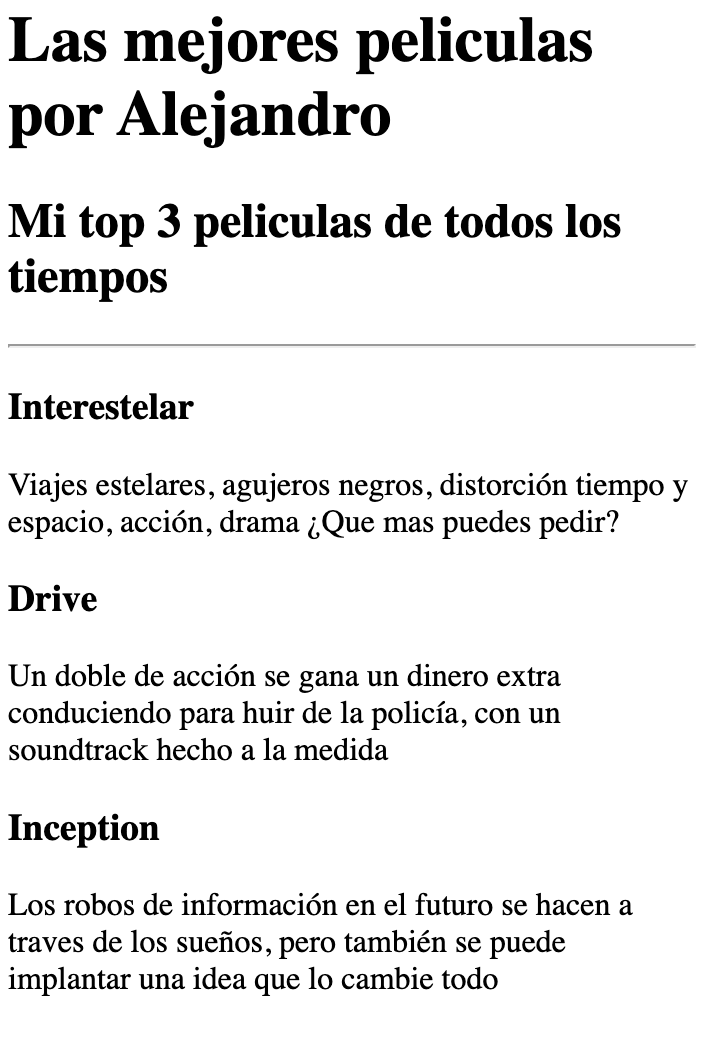 Las mejores peliculas
por Alejandro
Mi top 3 peliculas de todos los
tiempos
Interestelar
Viajes estelares, agujeros negros, distorción tiempo y
espacio, acción, drama ¿Que mas puedes pedir?
Drive
Un doble de acción se gana un dinero extra
conduciendo para huir de la policía, con un
soundtrack hecho a la medida
Inception
Los robos de información en el futuro se hacen a
traves de los sueños, pero también se puede
implantar una idea que lo cambie todo